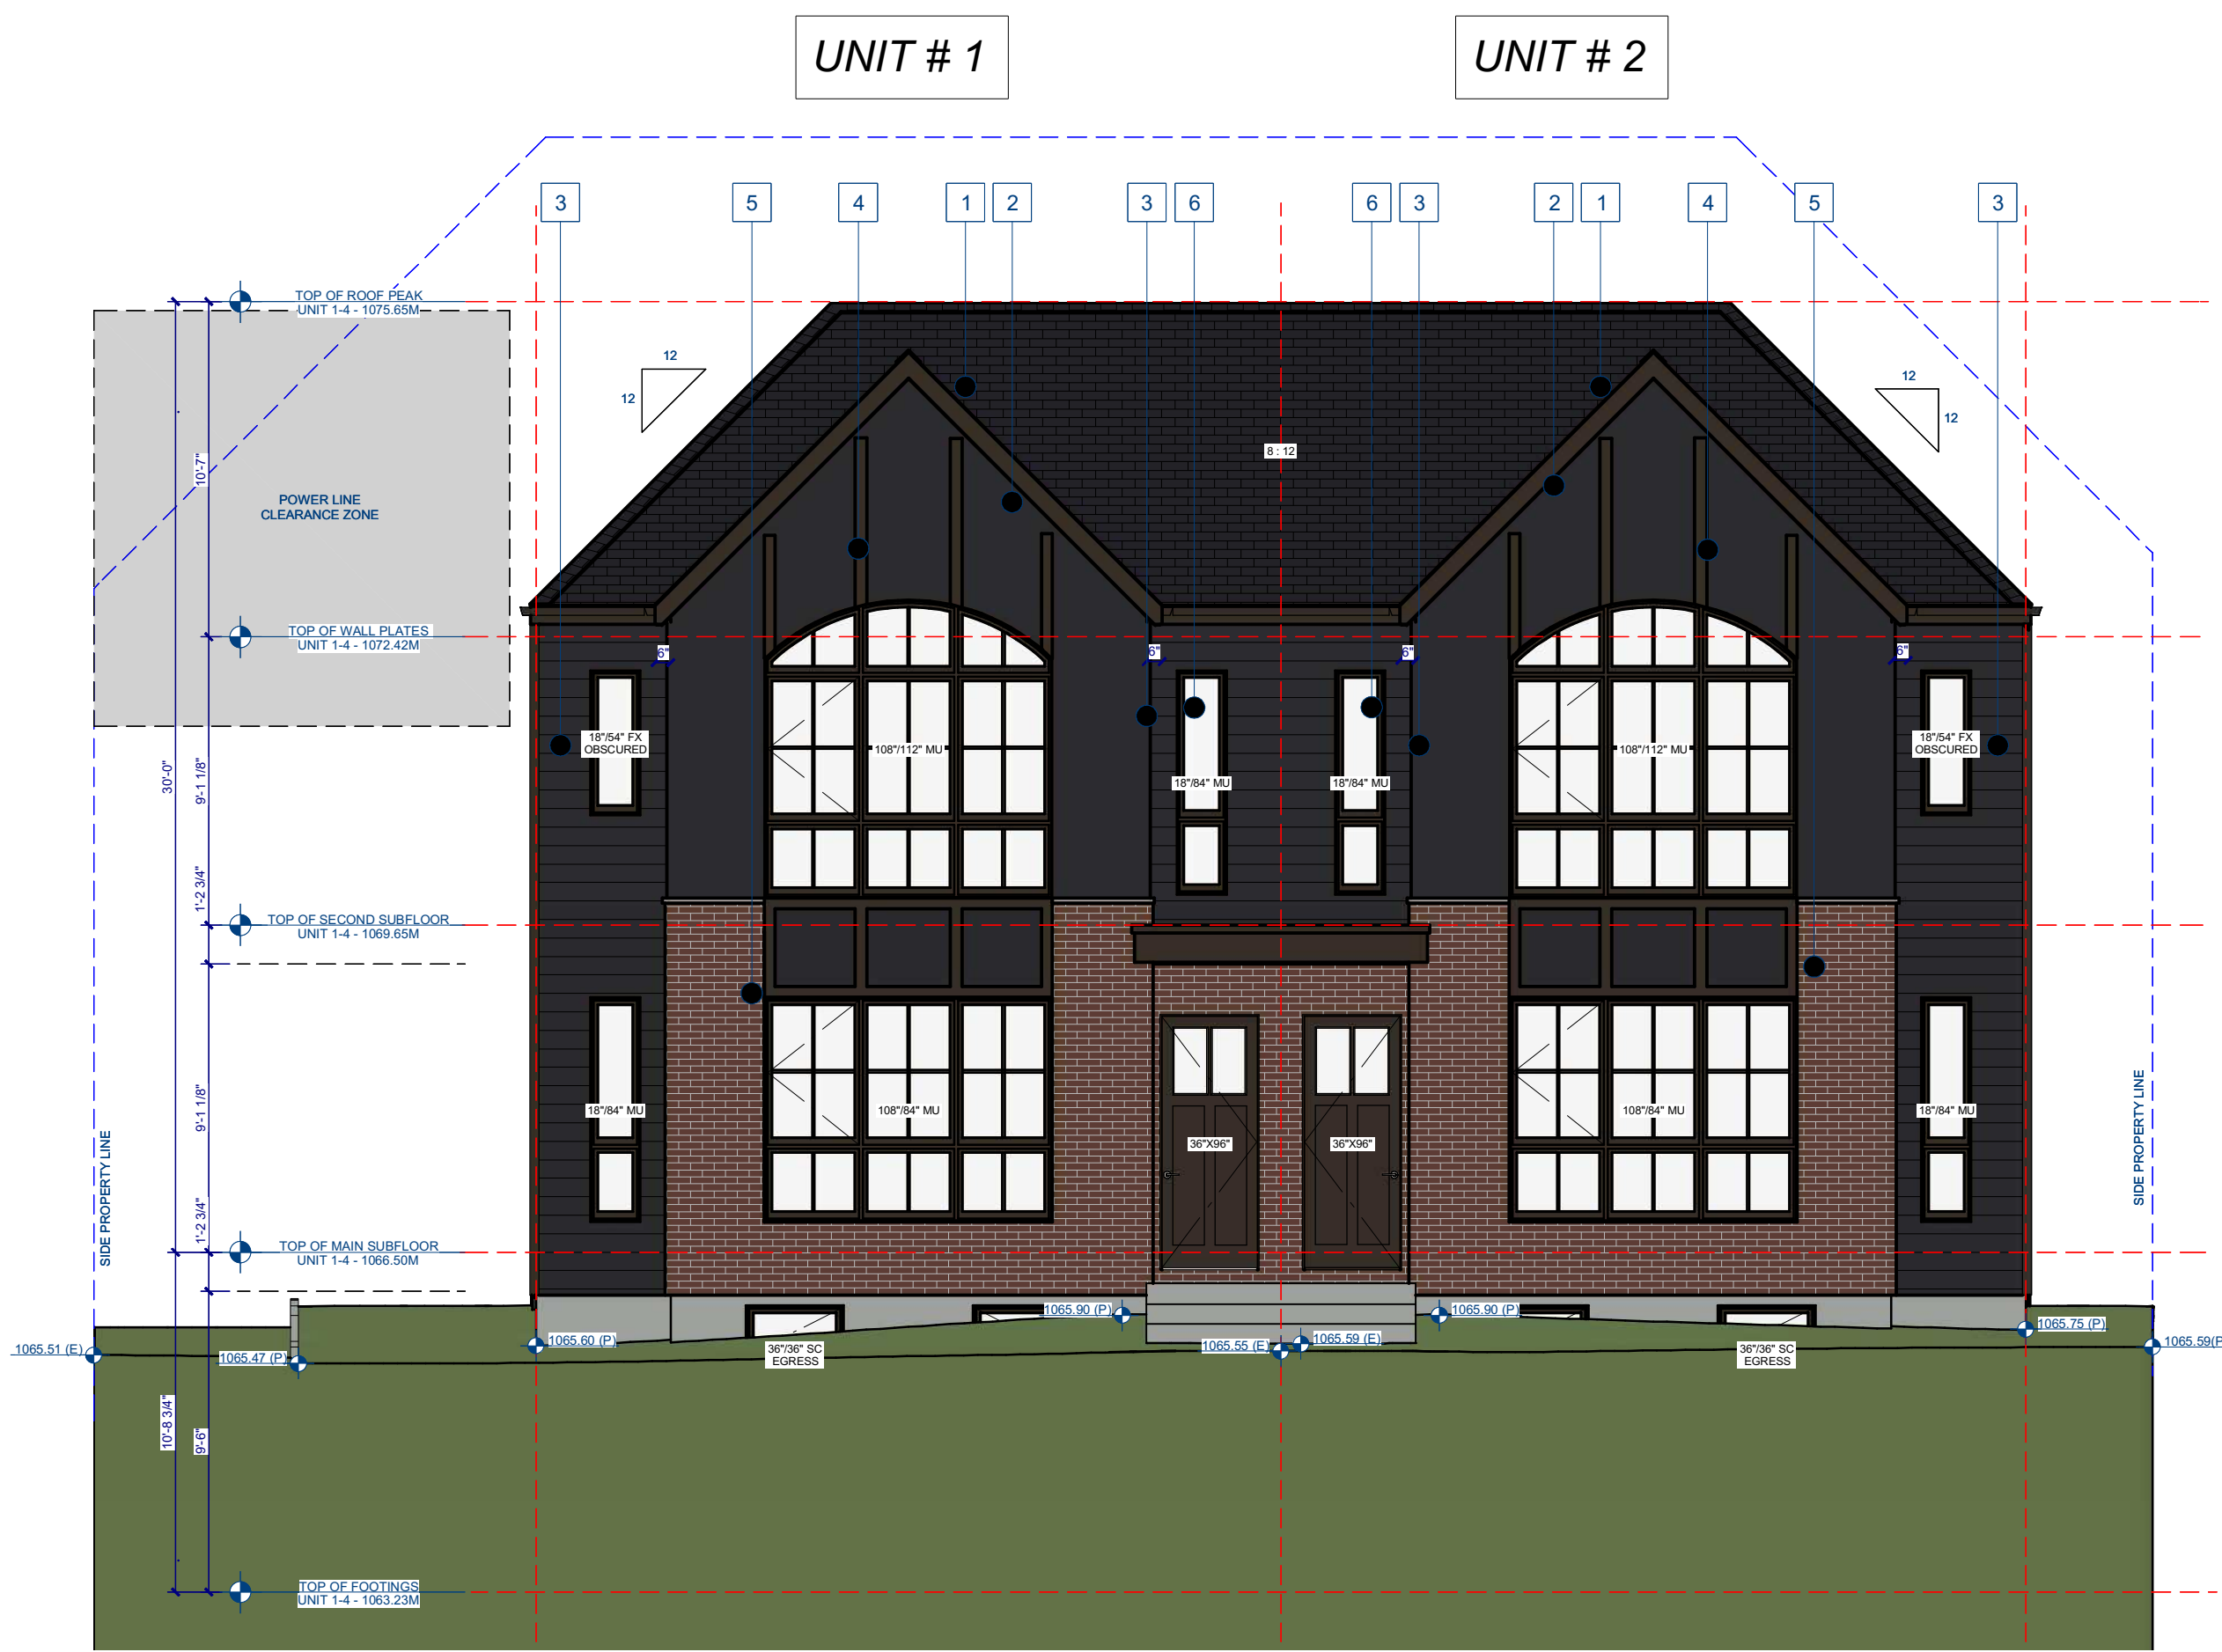 UNIT # 1
UNIT # 2
3
5
4
1
2
3
6
6
3
2
1
4
5
3
TOP OF ROOF PEAK
UNIT 1-4 - 1075.65M
12
12
12
12
8 : 12
10'-7"
POWER LINE
CLEARANCE ZONE
TOP OF WALL PLATES
UNIT 1-4 - 1072.42M
6"
6"
6"
6"
18"/54" FX
OBSCURED
108"/112" MU
18"/84" MU
18"/84" MU
108"/112" MU
18"/54" FX
OBSCURED
30'-0"
9'-1 1/8"
1'-2 3/4"
TOP OF SECOND SUBFLOOR
UNIT 1-4 - 1069.65M
9'-1 1/8"
18"/84" MU
108"/84" MU
36"X96"
36"X96"
108"/84" MU
18"/84" MU
SIDE PROPERTY LINE
SIDE PROPERTY LINE
1'-2 3/4"
TOP OF MAIN SUBFLOOR
UNIT 1-4 - 1066.50M
1065.90 (P)
1065.90 (P)
1065.51 (E)
1065.47 (P)
1065.60 (P)
36"/36" SC
EGRESS
1065.55 (E)
1065.59 (E)
36"/36" SC
EGRESS
1065.75 (P)
1065.59(P
10'-8 3/4"
9'-6"
TOP OF FOOTINGS
UNIT 1-4 - 1063.23M